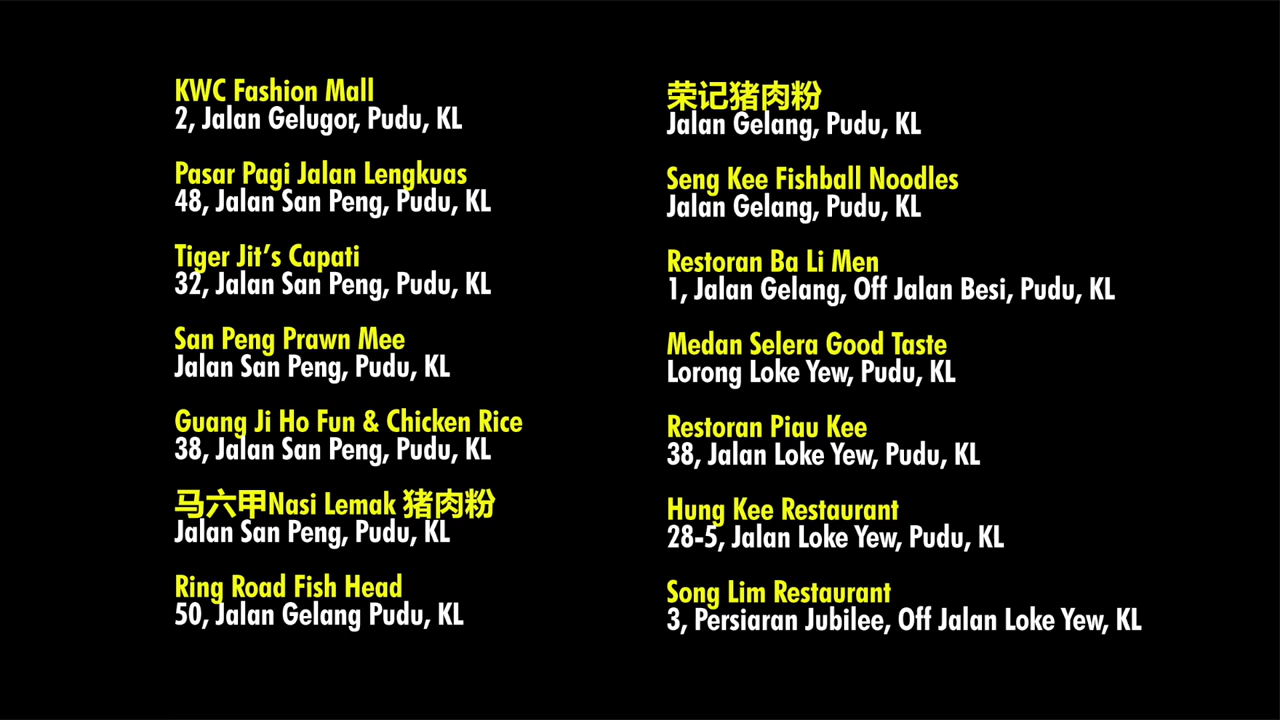 KWC Fashion Mall
2, Jalan Gelugor, Pudu, KL
Pasar Pagi Jalan Lengkuas
48, Jalan San Peng, Pudu, KL
Tiger Jit's Capati
32, Jalan San Peng, Pudu, KL
San Peng Prawn Mee
Jalan San Peng, Pudu, KL
Guang Ji Ho Fun & Chicken Rice
38, Jalan San Peng, Pudu, KL
马六甲Nasi Lemak 猪肉粉
Jalan San Peng, Pudu, KL
Ring Road Fish Head
50, Jalan Gelang Pudu, KL
荣记猪肉粉
Jalan Gelang, Pudu, KL
Seng Kee Fishball Noodles
Jalan Gelang, Pudu, KL
Restoran Ba Li Men
1, Jalan Gelang, Off Jalan Besi, Pudu, KL
Medan Selera Good Taste
Lorong Loke Yew, Pudu, KL
Restoran Piau Kee
38, Jalan Loke Yew, Pudu, KL
Hung Kee Restaurant
28-5, Jalan Loke Yew, Pudu, KL
Song Lim Restaurant
3, Persiaran Jubilee, Off Jalan Loke Yew, KL